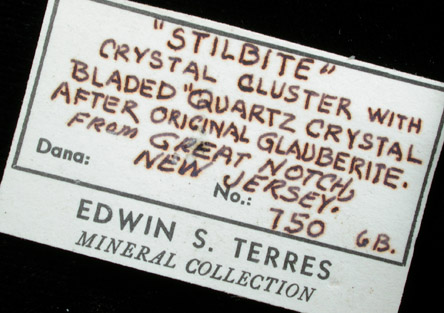 "STILBITE"
CRYSTAL CLUSTER WITH
BLADED "QUARTZ CRYSTAL
AFTER ORIGINAL GLAUBERITE.
FROM GREAT NOTCH,
NEW JERSEY.
Dana:
No.:
750 GB.
EDWIN S. TERRES
MINERAL COLLECTION